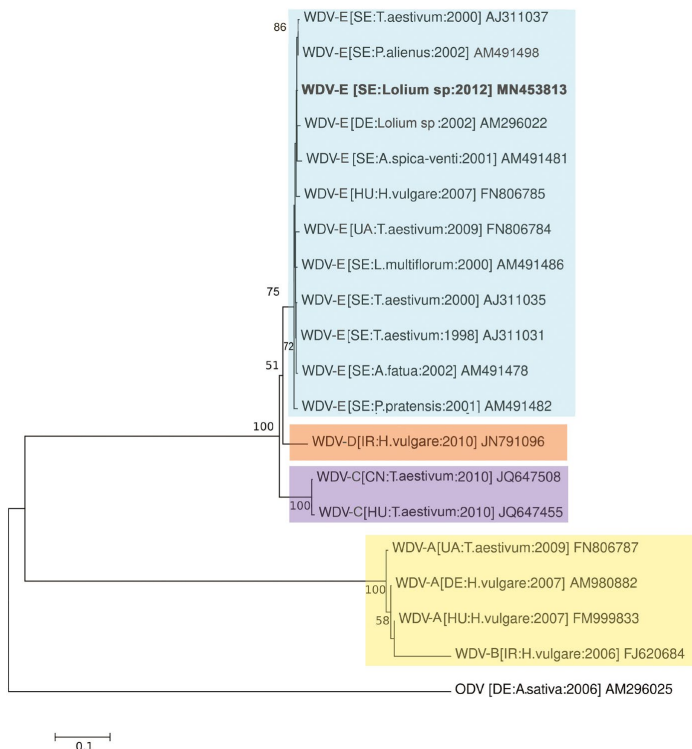 86
WDV-E[SE:T.aestivum:2000] AJ311037
WDV-E[SE:P.alienus:2002] AM491498
WDV-E [SE:Lolium sp:2012] MN453813
WDV-E[DE:Lolium sp :2002] AM296022
WDV-E[SE:A.spica-venti:2001] AM491481
WDV-E[HU:H.vulgare:2007] FN806785
WDV-E[UA:T.aestivum:2009] FN806784
WDV-E[SE:L.multiflorum:2000] AM491486
75
WDV-E[SE:T.aestivum:2000] AJ311035
WDV-E[SE:T.aestivum:1998] AJ311031
72
51
WDV-E[SE:A.fatua:2002] AM491478
WDV-E[SE:P.pratensis:2001] AM491482
100
WDV-D[IR:H.vulgare:2010] JN791096
WDV-C[CN:T.aestivum:2010] JQ647508
100
WDV-C[HU:T.aestivum:2010] JQ647455
WDV-A[UA:T.aestivum:2009] FN806787
100
WDV-A[DE:H.vulgare:2007] AM980882
58
WDV-A[HU:H.vulgare:2007] FM999833
WDV-B[IR:H.vulgare:2006] FJ620684
ODV [DE:A.sativa:2006] AM296025
0.1